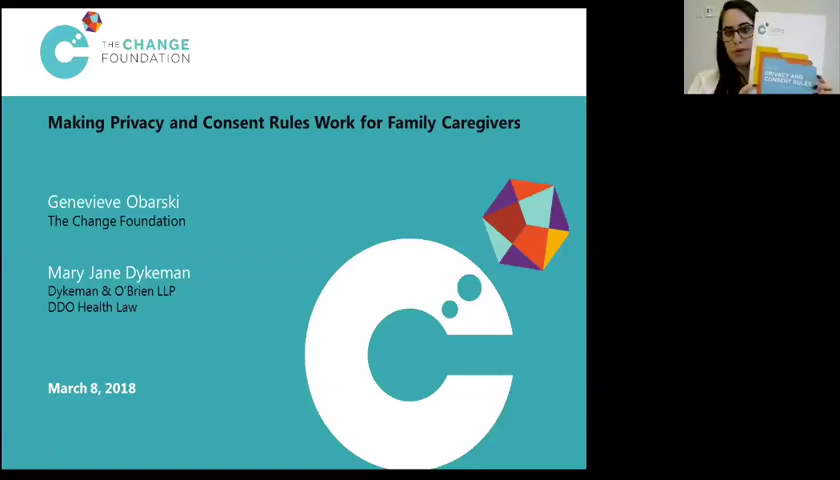 THE CHANGE
FOUNDATION
Making Privacy and Consent Rules Work for Family Caregivers
Genevieve Obarski
The Change Foundation
Mary Jane Dykeman
Dykeman & O'Brien LLP
DDO Health Law
March 8, 2018
PRIVACY AND
CONSENT RULES